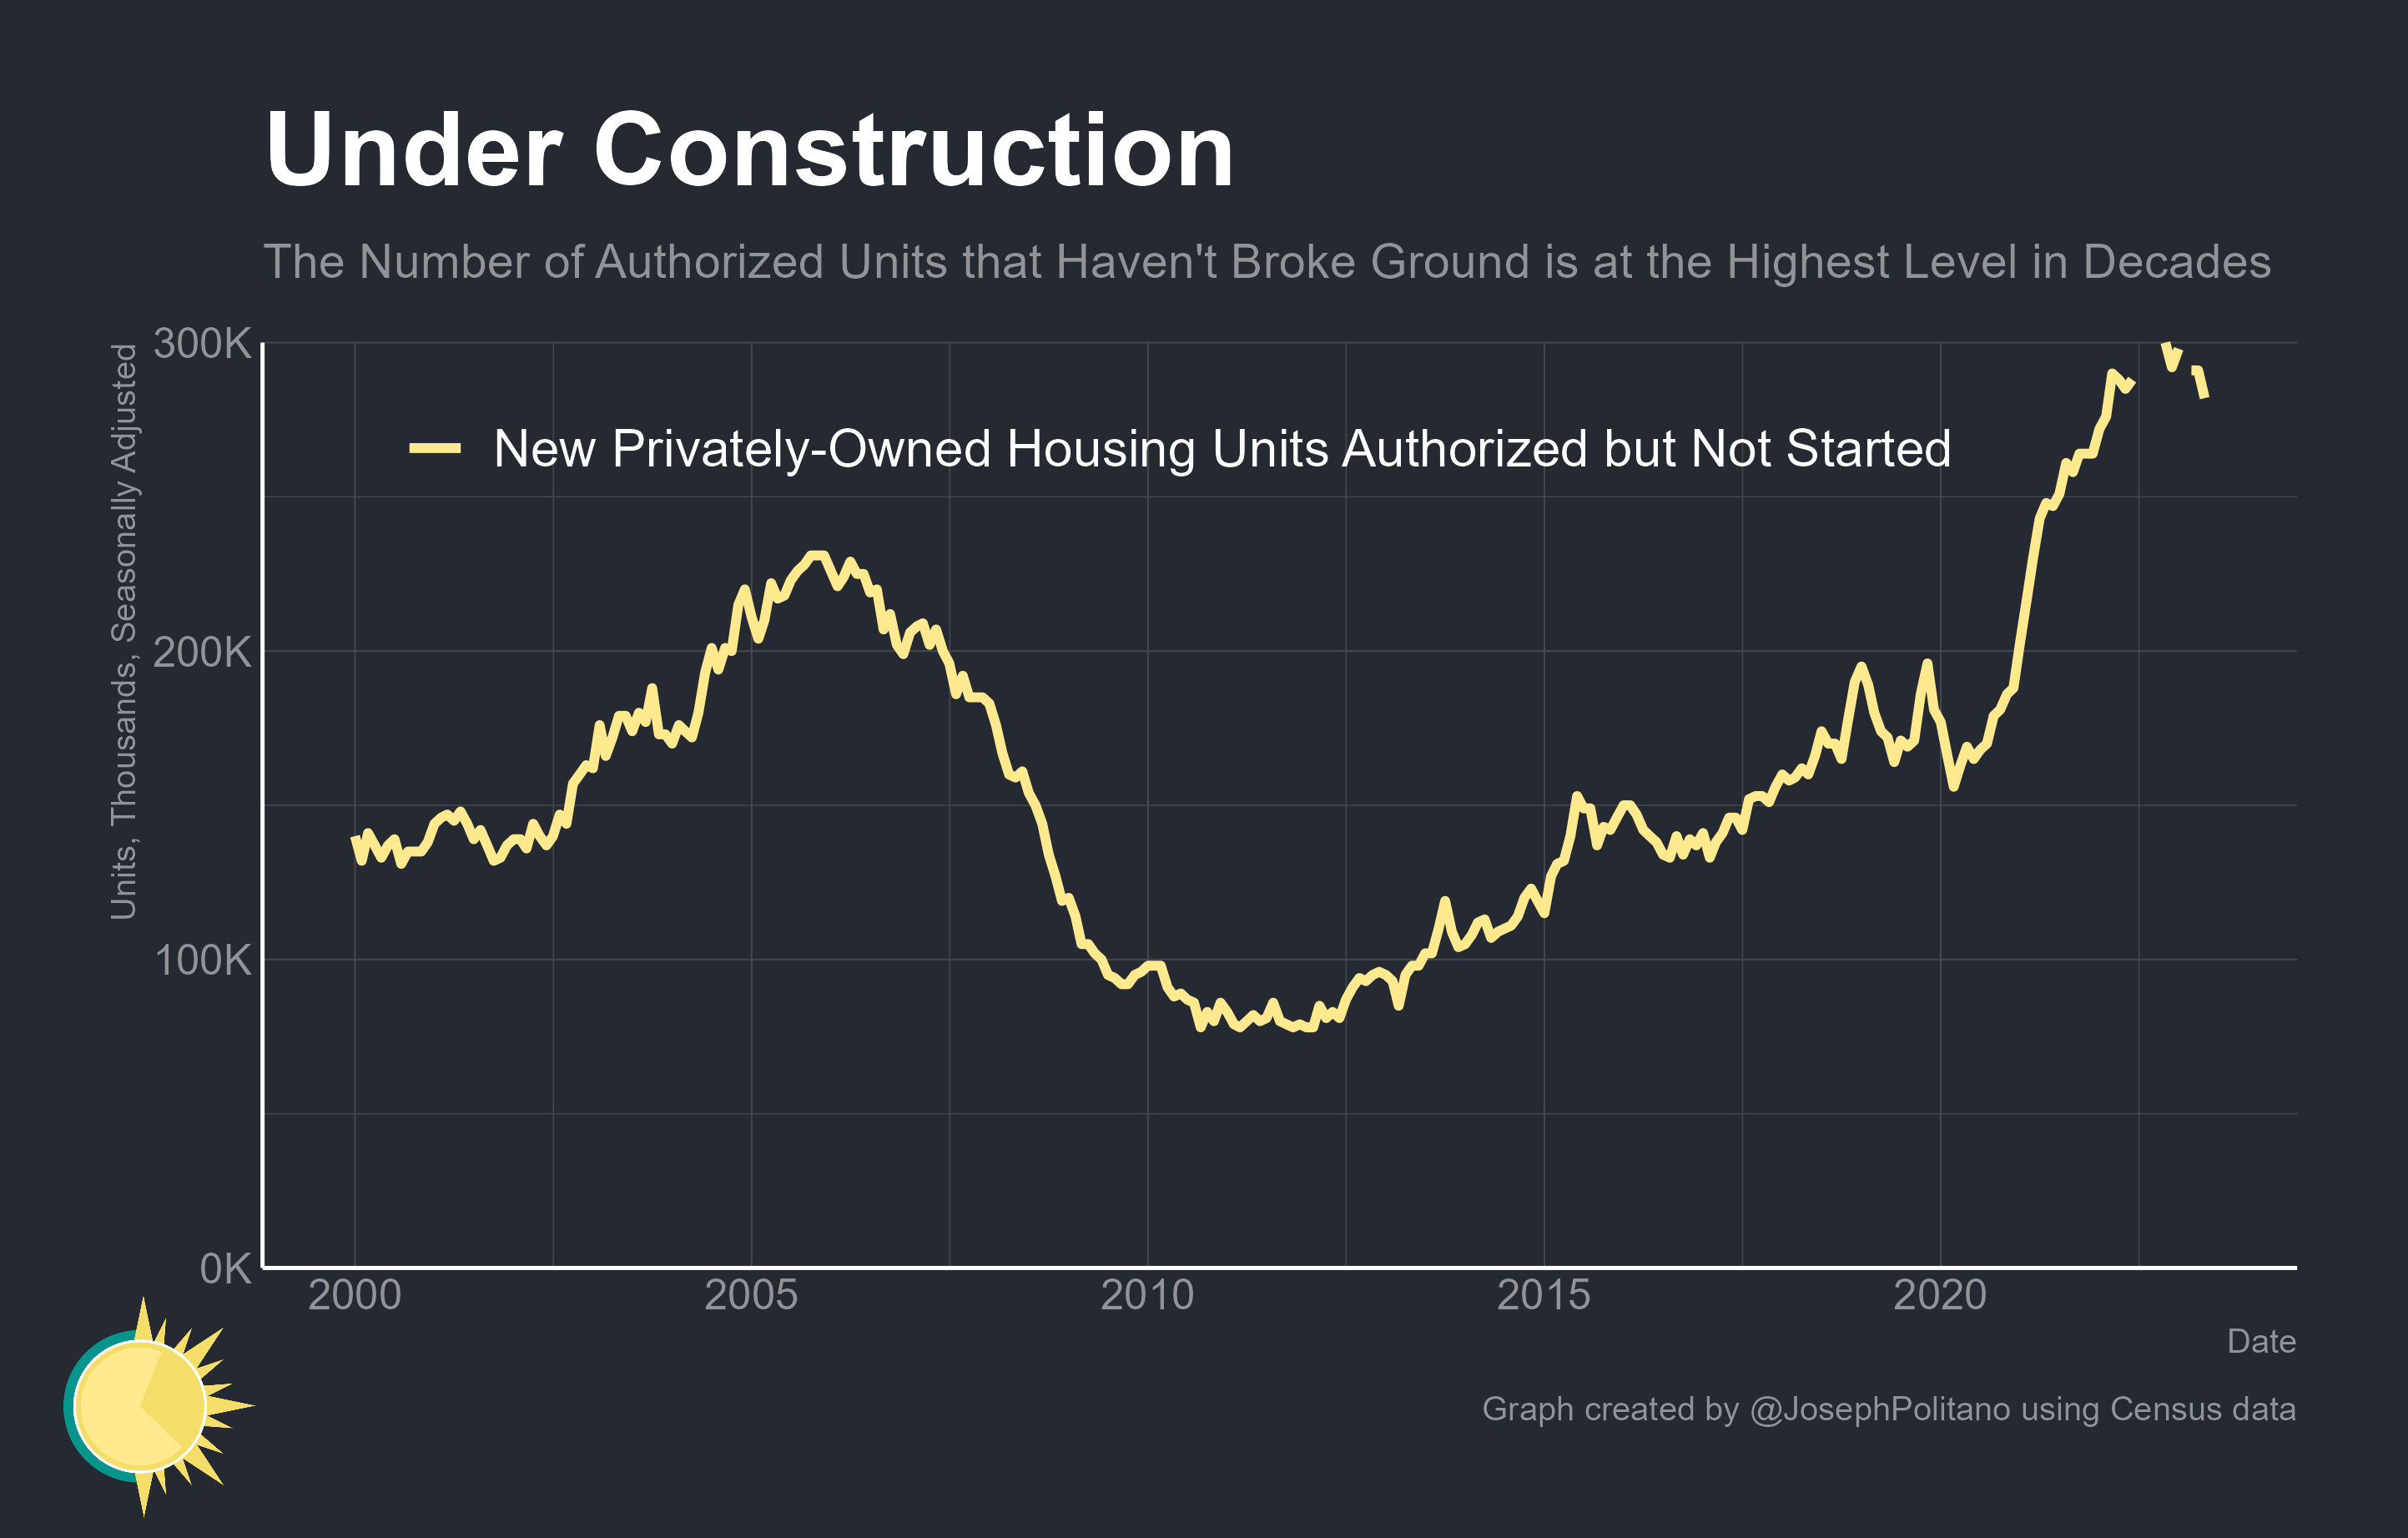 Under Construction
The Number of Authorized Units that Haven't Broke Ground is at the Highest Level in Decades
Units, Thousands, Seasonally Adjusted
300K
200K
100K
0K
New Privately-Owned Housing Units Authorized but Not Started
2000
2005
2010
2015
2020
Date
Graph created by @JosephPolitano using Census data